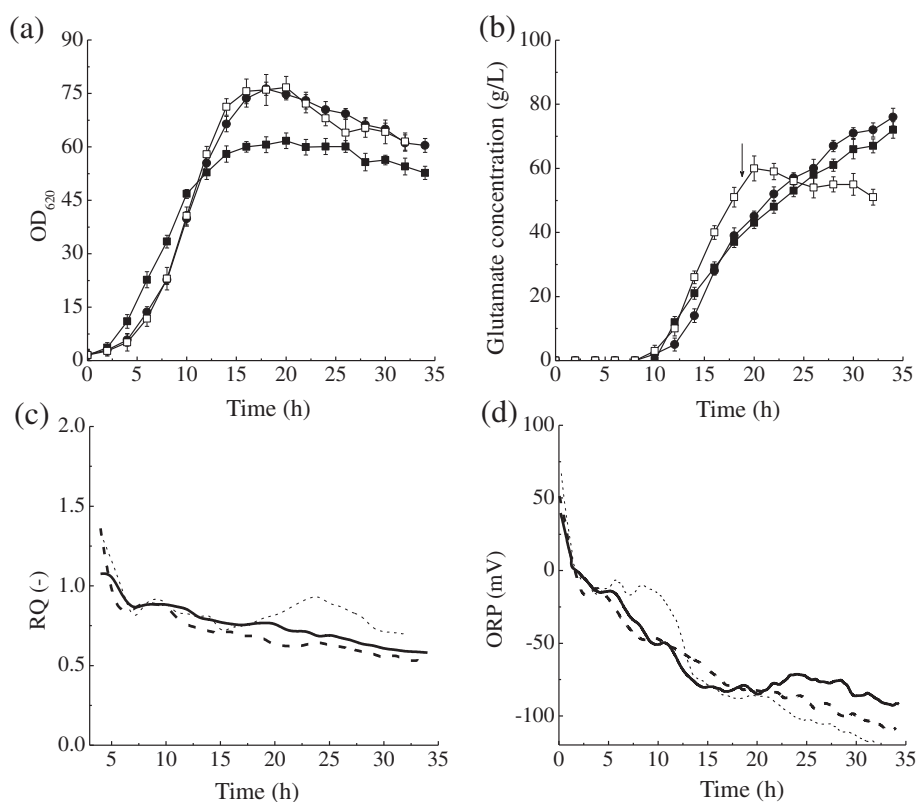 (a)
90
75
60
45
30
15
0
OD620
0 5 10 15 20 25 30 35
Time (h)
(b)
100
80
60
40
20
0
Glutamate concentration (g/L)
0 5 10 15 20 25 30 35
Time (h)
(c)
2.0
1.5
1.0
0.5
0.0
RQ (-)
5 10 15 20 25 30 35
Time (h)
(d)
100
50
0
-50
-100
ORP (mV)
0 5 10 15 20 25 30 35
Time (h)